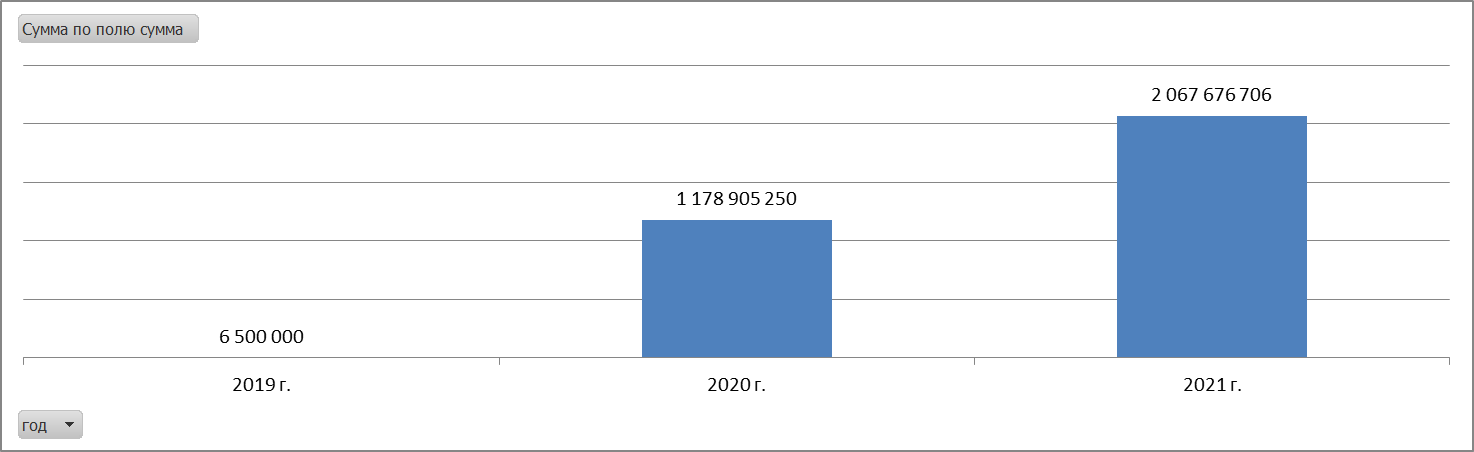 Сумма по полю сумма
2 067 676 706
1 178 905 250
6 500 000
2019 г.
2020 г.
2021 г.
год